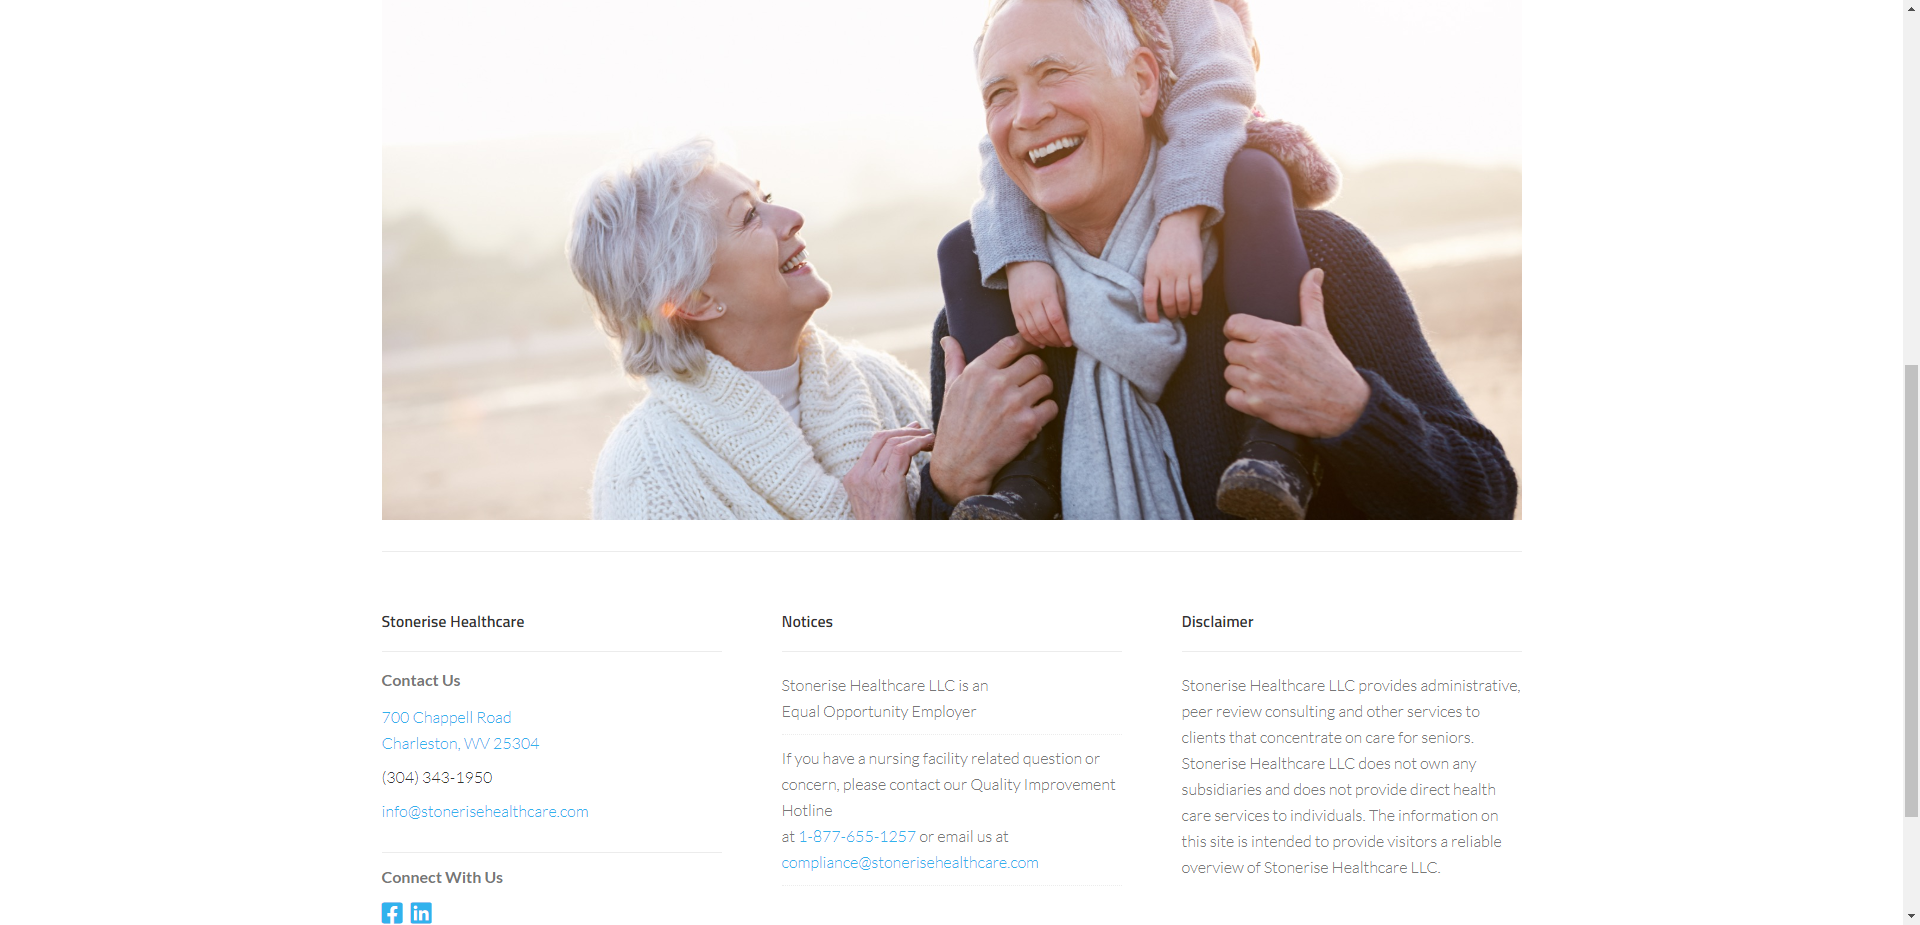 Stonerise Healthcare
Contact Us
700 Chappell Road
Charleston, WV 25304
(304) 343-1950
info@stonerisehealthcare.com
Connect With Us
Notices
Stonerise Healthcare LLC is an
Equal Opportunity Employer
If you have a nursing facility related question or
concern, please contact our Quality Improvement
Hotline
at 1-877-655-1257 or email us at
compliance@stonerisehealthcare.com
Disclaimer
Stonerise Healthcare LLC provides administrative,
peer review consulting and other services to
clients that concentrate on care for seniors.
Stonerise Healthcare LLC does not own any
subsidiaries and does not provide direct health
care services to individuals. The information on
this site is intended to provide visitors a reliable
overview of Stonerise Healthcare LLC.